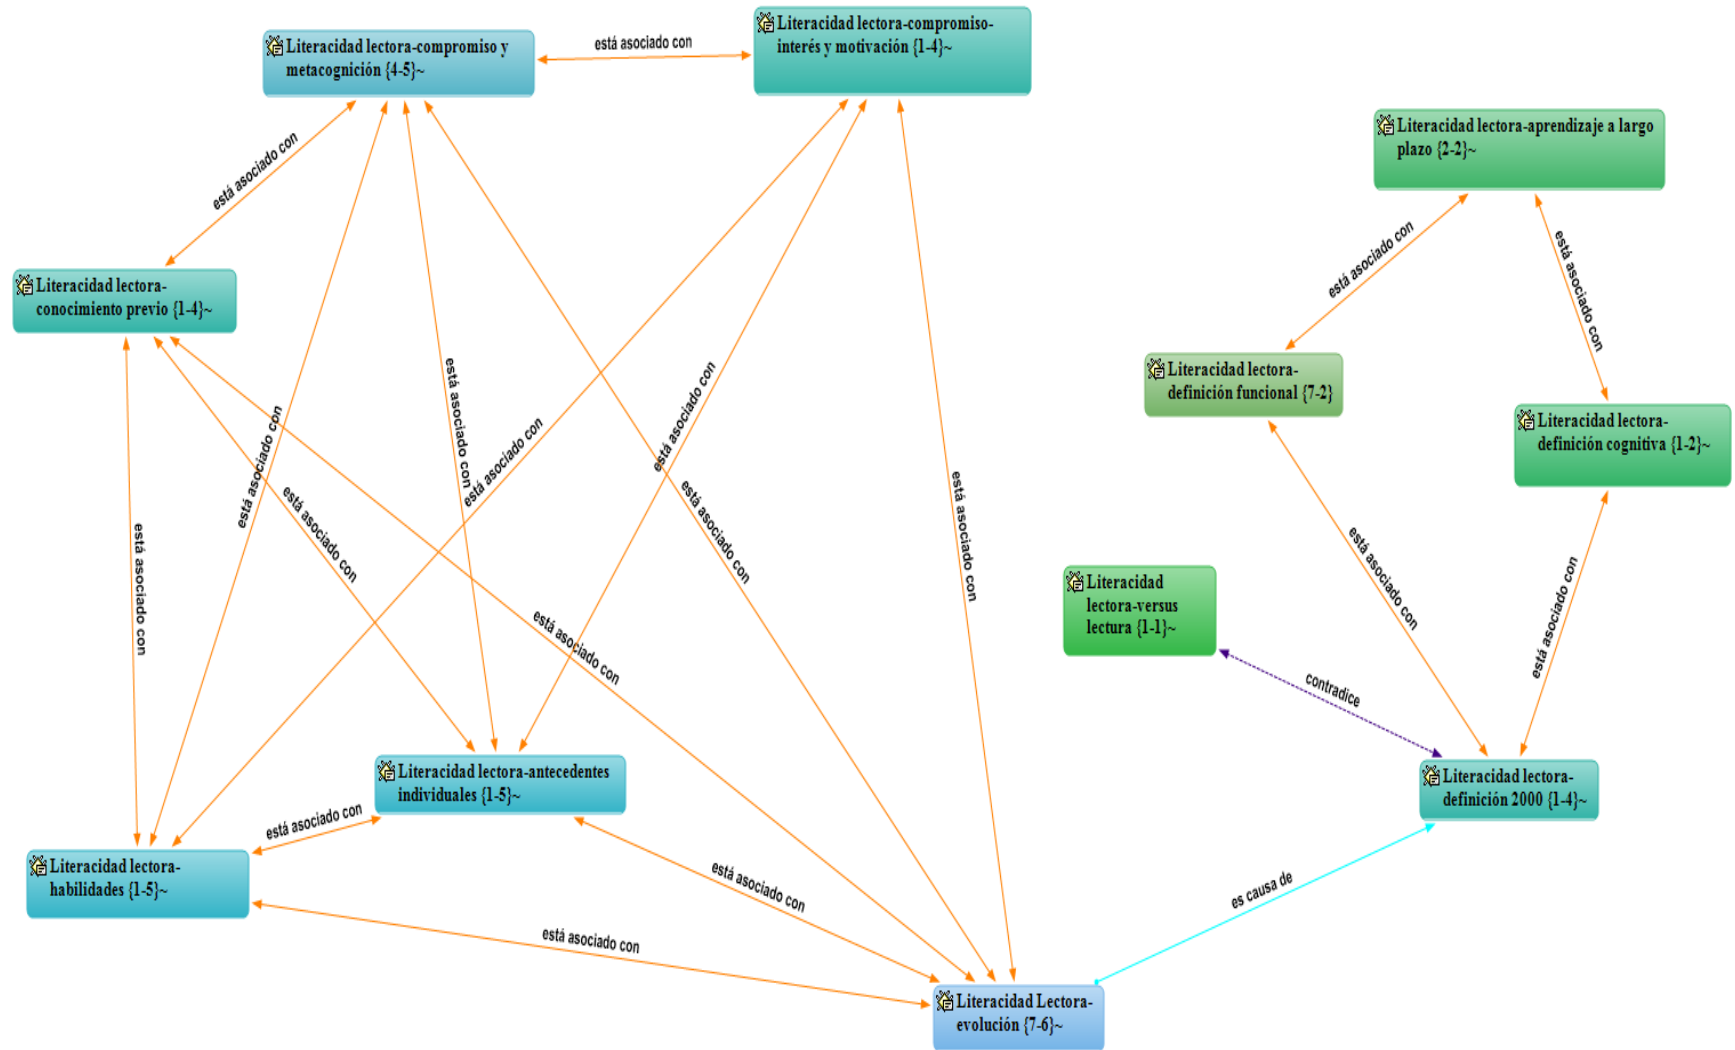 Literacidad lectora-compromiso y
metacognición {4-5}~
está asociado con
Literacidad lectora-compromiso-
interés y motivación {1-4}~
Literacidad lectora-aprendizaje a largo
plazo {2-2}~
está asociado con
está asociado con
está asociado con
Literacidad lectora-
conocimiento previo {1-4}~
Literacidad lectora-
definición funcional {7-2}
Literacidad lectora-
definición cognitiva {1-2}~
está asociado con
está asociado con
está asociado con
está asociado con
está asociado con
está asociado con
está asociado con
está asociado con
está asociado con
está asociado con
está asociado con
Literacidad
lectora-versus
lectura {1-1}~
está asociado con
contradice
Literacidad lectora-antecedentes
individuales {1-5}~
Literacidad lectora-
definición 2000 {1-4}~
está asociado con
Literacidad lectora-
habilidades {1-5}~
está asociado con
es causa de
está asociado con
Literacidad Lectora-
evolución {7-6}~